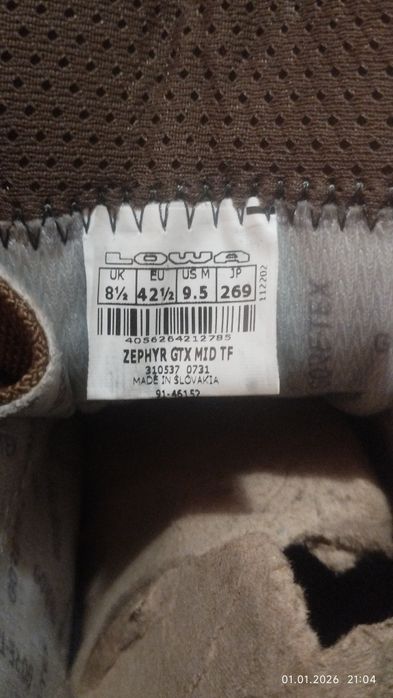 LOWA
UK EU US M JP
8½ 42½ 9.5 269
112202
4056264212785
ZEPHYR GTX MID TF
310537 0731
MADE IN SLOVAKIA
91-46152
01.01.2026 21:04